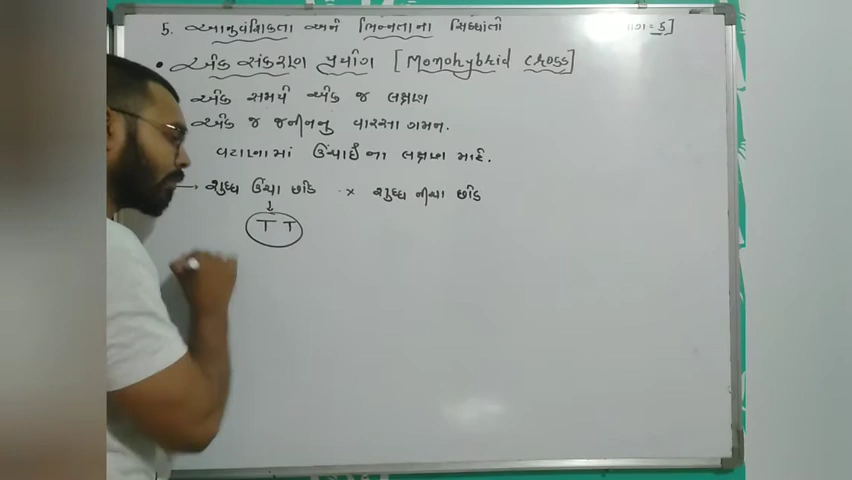 5. આનુવંશિકતા અને ભિન્નતાના સિધ્ધાંતો
ભાગ = 5]
• એક સંકરણ પ્રયોગ [Monohybrid cross]
એક સમયે એક જ લક્ષણ
એક જ જનીનનું વારસા ગમન.
વટાણામાં ઉંચાઈ ના લક્ષણ માટે.
→ શુધ્ધ ઉંચા છોડ × શુધ્ધ નીચા છોડ
↓
TT